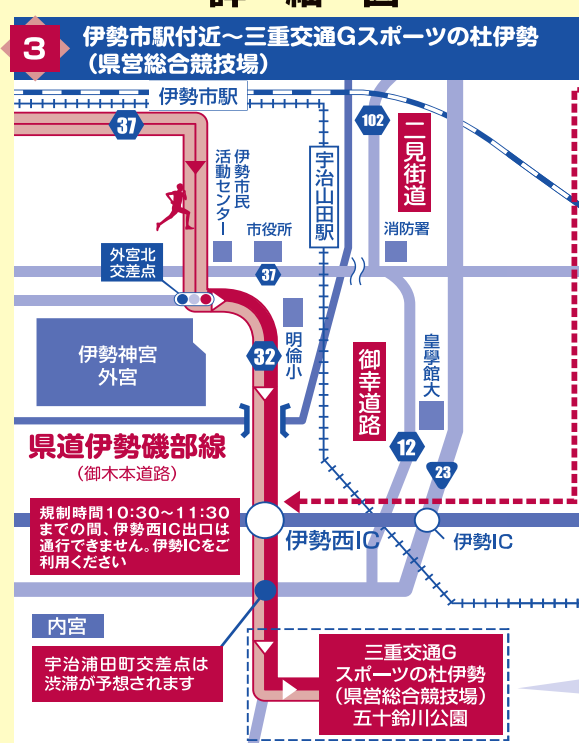 詳細図
3
伊勢市駅付近～三重交通Gスポーツの杜伊勢
（県営総合競技場）
伊勢市駅
37
102
二見街道
伊勢市民
活動センター
宇治山田駅
市役所
消防署
外宮北
交差点
37
明倫小
伊勢神宮
外宮
32
御幸道路
皇學館大
県道伊勢磯部線
（御木本道路）
12
23
規制時間10:30～11:30
までの間、伊勢西IC出口は
通行できません。伊勢ICをご
利用ください
伊勢西IC
伊勢IC
内宮
宇治浦田町交差点は
渋滞が予想されます
三重交通G
スポーツの杜伊勢
（県営総合競技場）
五十鈴川公園